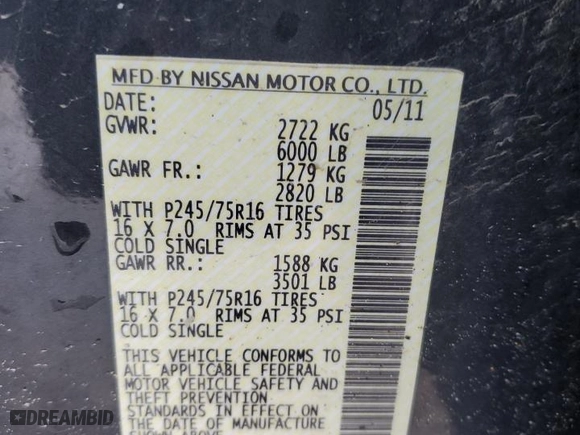 MFD BY NISSAN MOTOR CO., LTD.
DATE: 05/11
GVWR: 2722 KG
6000 LB
GAWR FR.: 1279 KG
2820 LB
WITH P245/75R16 TIRES
16 X 7.0 RIMS AT 35 PSI
COLD SINGLE
GAWR RR.: 1588 KG
3501 LB
WITH P245/75R16 TIRES
16 X 7.0 RIMS AT 35 PSI
COLD SINGLE
THIS VEHICLE CONFORMS TO
ALL APPLICABLE FEDERAL
MOTOR VEHICLE SAFETY AND
THEFT PREVENTION
STANDARDS IN EFFECT ON
THE DATE OF MANUFACTURE
SHOWN ABOVE
DREAMBID